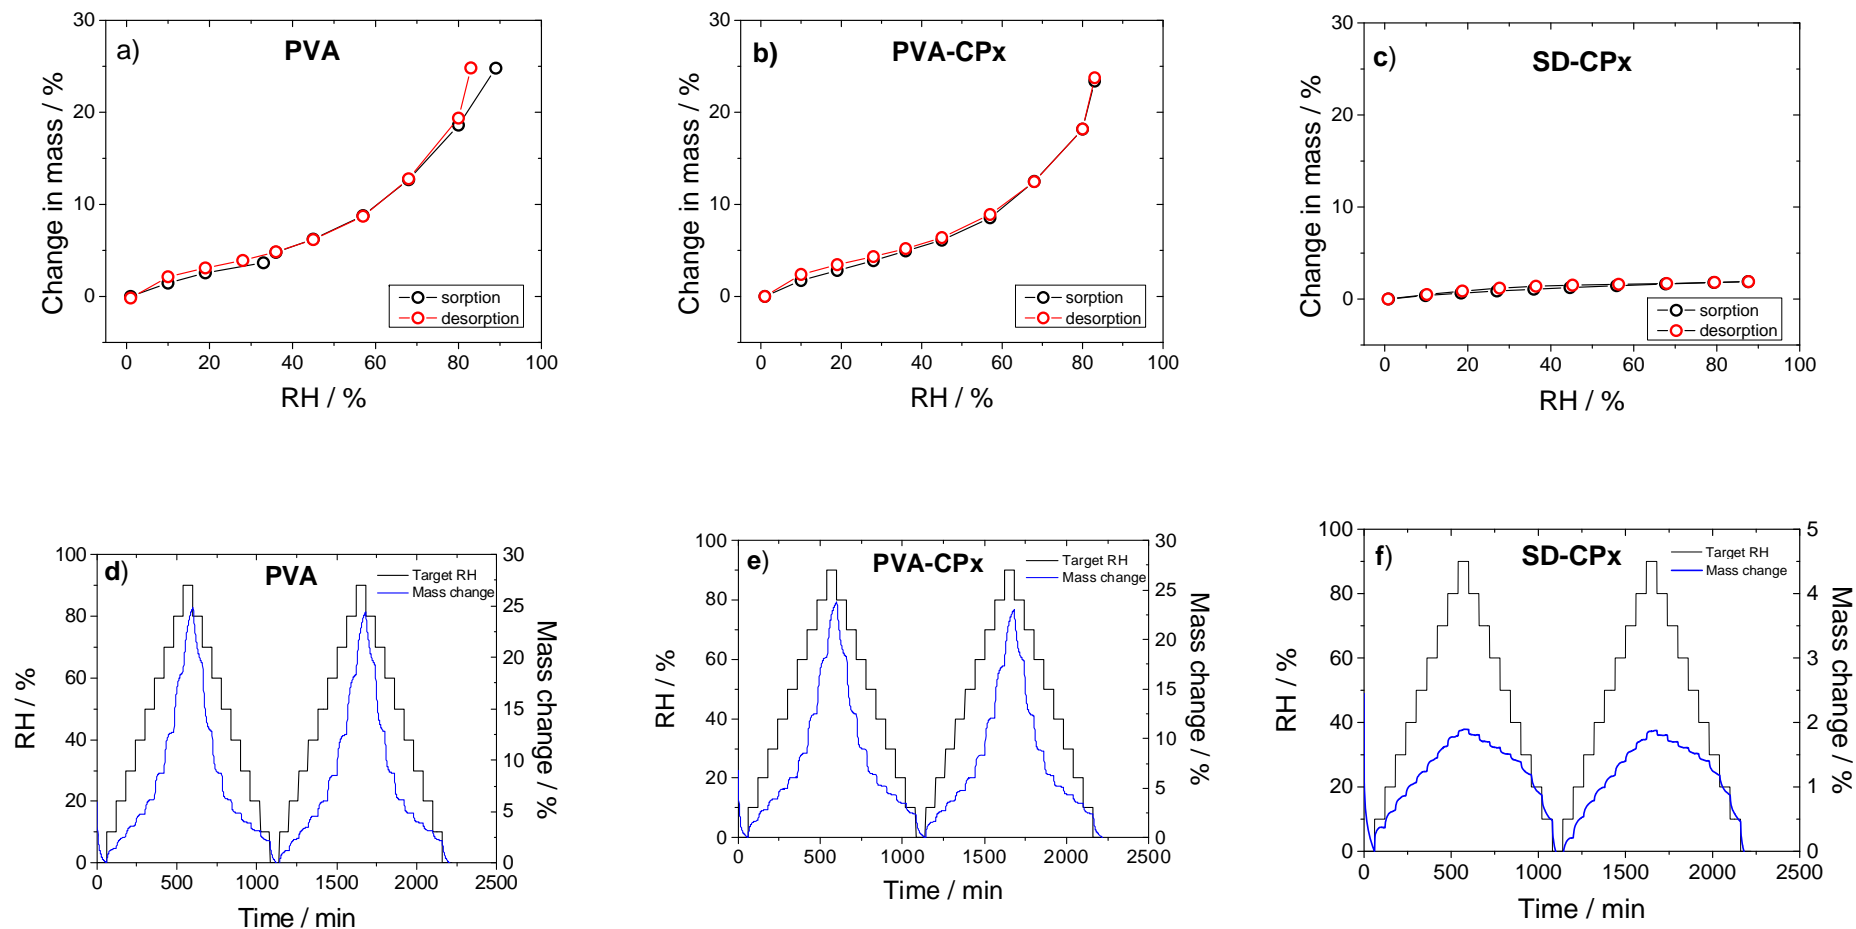 a)
PVA
30
20
10
0
Change in mass / %
sorption
desorption
0
20
40
60
80
100
RH / %
b)
PVA-CPx
30
20
10
0
Change in mass / %
sorption
desorption
0
20
40
60
80
100
RH / %
c)
SD-CPx
30
20
10
0
Change in mass / %
sorption
desorption
0
20
40
60
80
100
RH / %
d)
PVA
Target RH
Mass change
100
80
60
40
20
0
RH / %
30
25
20
15
10
5
0
Mass change / %
0
500
1000
1500
2000
2500
Time / min
e)
PVA-CPx
Target RH
Mass change
100
80
60
40
20
0
RH / %
30
25
20
15
10
5
0
Mass change / %
0
500
1000
1500
2000
2500
Time / min
f)
SD-CPx
Target RH
Mass change
100
80
60
40
20
0
RH / %
5
4
3
2
1
0
Mass change / %
0
500
1000
1500
2000
2500
Time / min